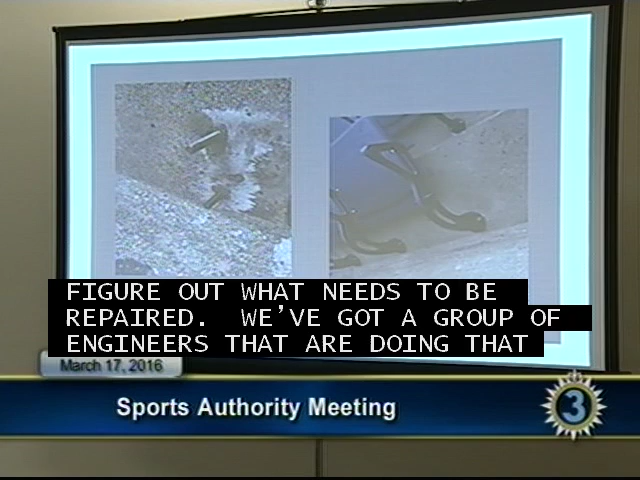 FIGURE OUT WHAT NEEDS TO BE
REPAIRED. WE'VE GOT A GROUP OF
ENGINEERS THAT ARE DOING THAT
March 17, 2016
Sports Authority Meeting
3